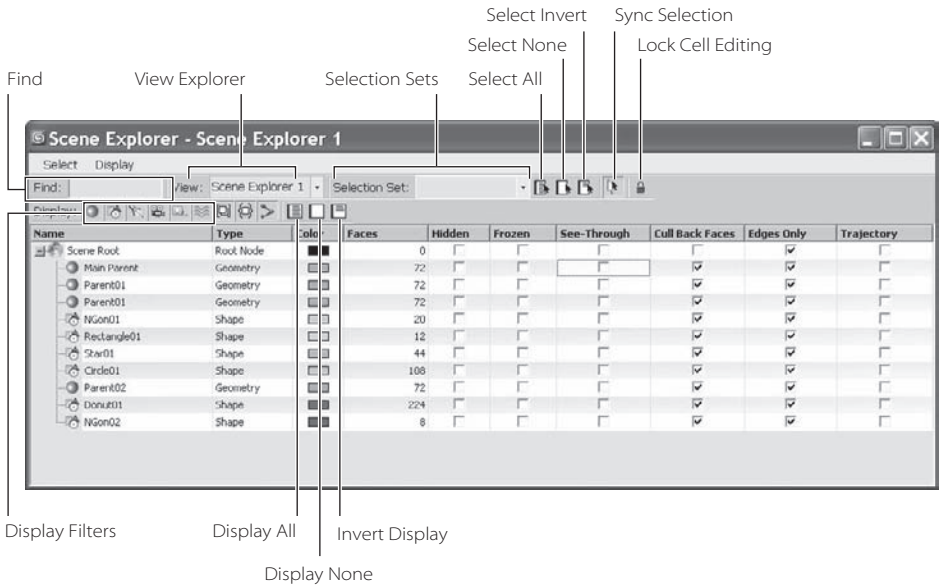 Select Invert Sync Selection
Select None Lock Cell Editing
Find View Explorer Selection Sets Select All
Scene Explorer - Scene Explorer 1
Select Display
Find: View: Scene Explorer 1 Selection Set:
Display:
Name Type Color Faces Hidden Frozen See-Through Cull Back Faces Edges Only Trajectory
Scene Root Root Node 0
Main Parent Geometry 72
Parent01 Geometry 72
Parent01 Geometry 72
NGon01 Shape 20
Rectangle01 Shape 12
Star01 Shape 44
Circle01 Shape 108
Parent02 Geometry 72
Donut01 Shape 224
NGon02 Shape 8
Display Filters Display All Invert Display
Display None